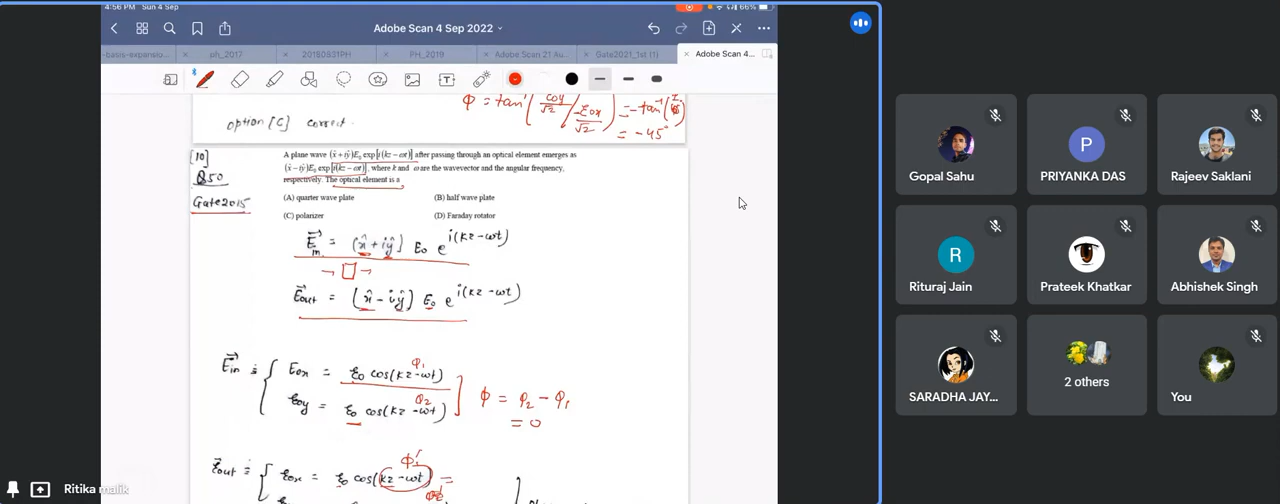 4:56 PM Sun 4 Sep
66%
Adobe Scan 4 Sep 2022
-basis-expansio...
ph_2017
20180831PH
PH_2019
Adobe Scan 21 Au...
Gate2021_1st (1)
Adobe Scan 4...
T
Φ = tan⁻¹
= -45°
option [C] correct.
[10]
Q50
Gate2015
A plane wave (x̂ + iŷ)E₀ exp[i(kz − ωt)] after passing through an optical element emerges as
(x̂ − iŷ)E₀ exp[i(kz − ωt)], where k and ω are the wavevector and the angular frequency,
respectively. The optical element is a
(A) quarter wave plate (B) half wave plate
(C) polarizer (D) Faraday rotator
E⃗in = (x̂ + iŷ) E₀ e^i(kz-ωt)
E⃗out = (x̂ - iŷ) E₀ e^i(kz-ωt)
φ₁
E⃗in ≡ { E₀x = E₀ cos(kz-ωt)
φ₂
E₀y = E₀ cos(kz-ωt)
φ = φ₂ - φ₁
= 0
φ₁'
E⃗out ≡ { E₀x = E₀ cos(kz-ωt) =
Gopal Sahu
P
PRIYANKA DAS
Rajeev Saklani
R
Rituraj Jain
Prateek Khatkar
Abhishek Singh
SARADHA JAY...
2 others
You
Ritika malik